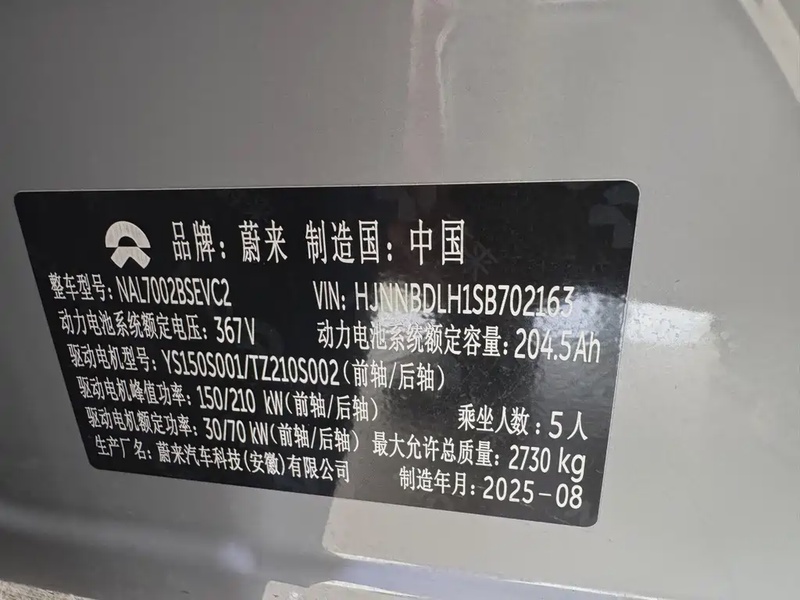 品牌：蔚来 制造国：中国
整车型号：NAL7002BSEVC2 VIN：HJNNBDLH1SB702163
动力电池系统额定电压：367V 动力电池系统额定容量：204.5Ah
驱动电机型号：YS150S001/TZ210S002（前轴/后轴）
驱动电机峰值功率：150/210 kW（前轴/后轴） 乘坐人数：5人
驱动电机额定功率：30/70 kW（前轴/后轴） 最大允许总质量：2730 kg
生产厂名：蔚来汽车科技（安徽）有限公司 制造年月：2025-08